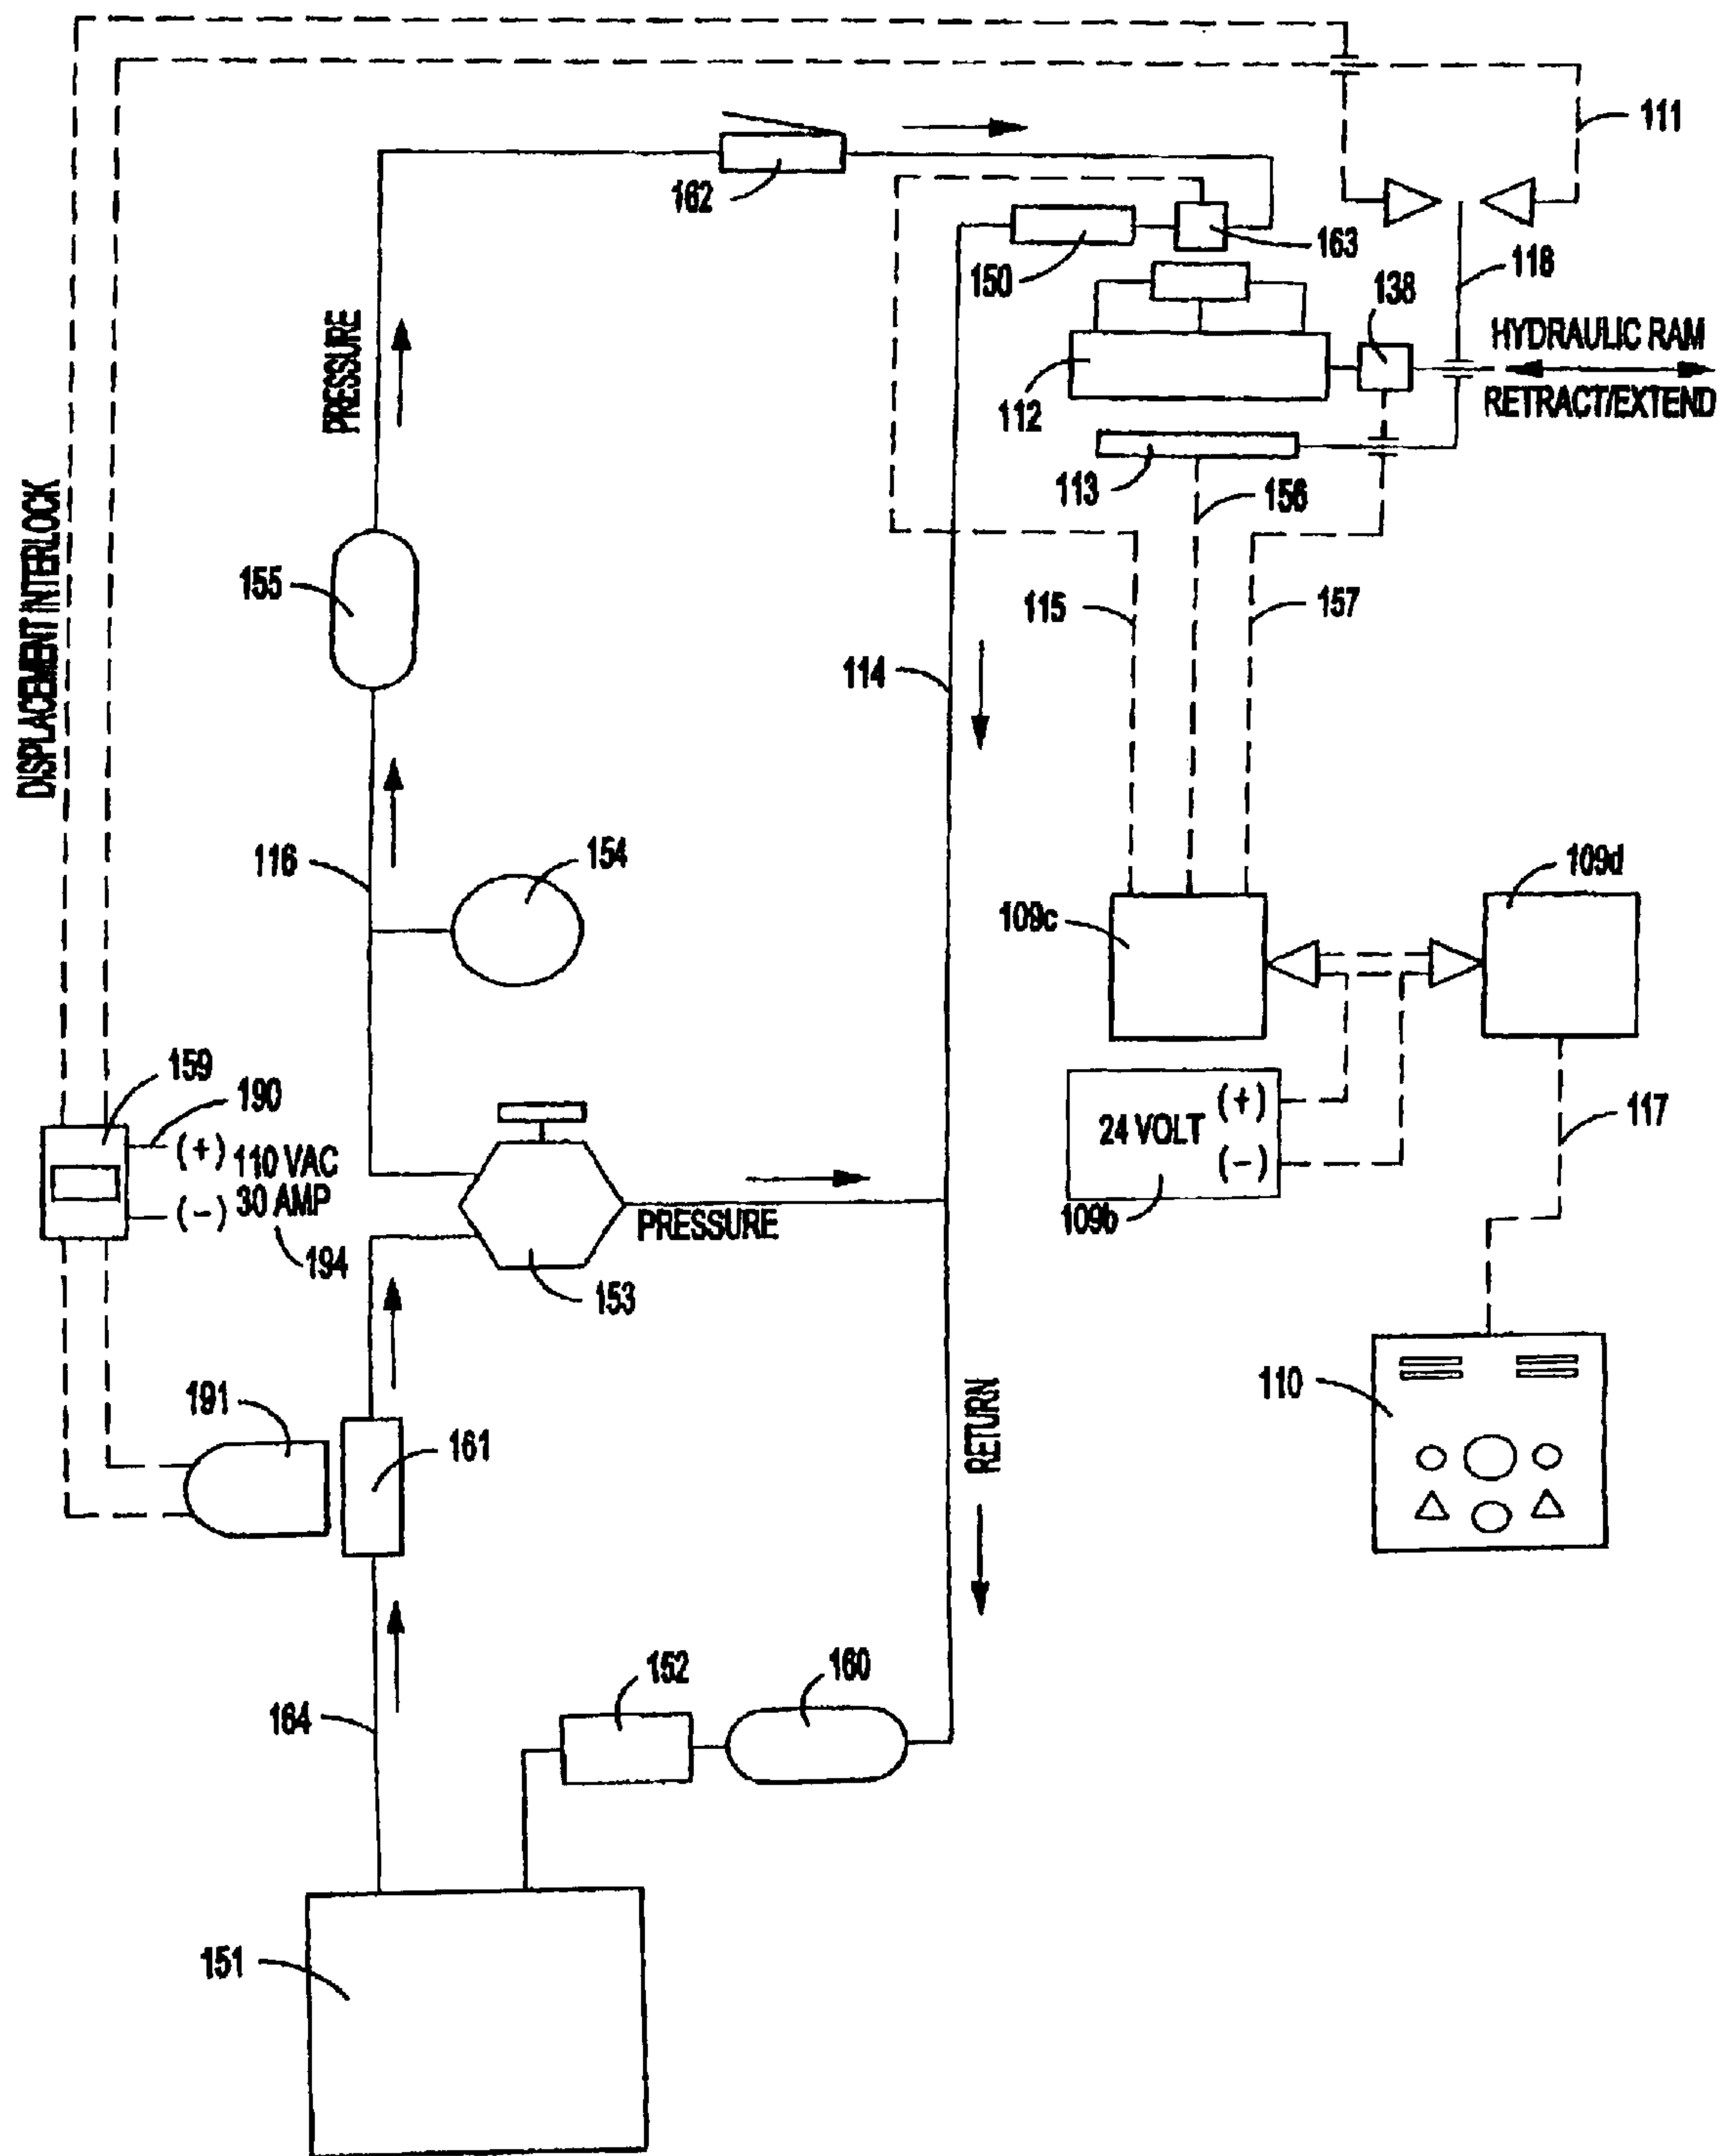 111
162
163
150
118
138
HYDRAULIC RAM
RETRACT/EXTEND
112
113
156
PRESSURE
DISPLACEMENT INTERLOCK
155
115
157
114
116
154
109c
109d
159
190
(+)
110 VAC
30 AMP
(-)
194
24 VOLT
(+)
(-)
109b
117
PRESSURE
153
191
161
RETURN
110
164
152
160
151